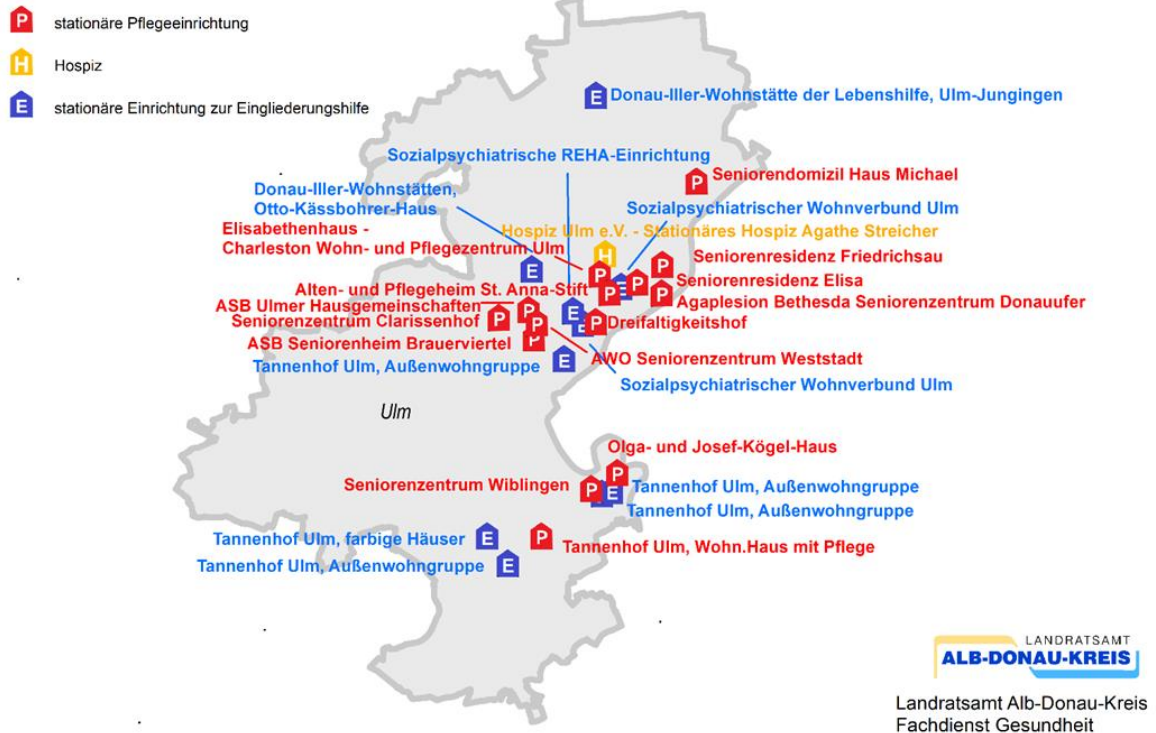 P stationäre Pflegeeinrichtung
H Hospiz
E stationäre Einrichtung zur Eingliederungshilfe
E Donau-Iller-Wohnstätte der Lebenshilfe, Ulm-Jungingen
Sozialpsychiatrische REHA-Einrichtung
P Seniorendomizil Haus Michael
Donau-Iller-Wohnstätten,
Otto-Kässbohrer-Haus
Sozialpsychiatrischer Wohnverbund Ulm
Elisabethenhaus -
Charleston Wohn- und Pflegezentrum Ulm
Hospiz Ulm e.V. - Stationäres Hospiz Agathe Streicher
H
P Seniorenresidenz Friedrichsau
E
P
E
P
Seniorenresidenz Elisa
Alten- und Pflegeheim St. Anna-Stift
P
P Agaplesion Bethesda Seniorenzentrum Donauufer
ASB Ulmer Hausgemeinschaften
P
E
Seniorenzentrum Clarissenhof P
P
E
P Dreifaltigkeitshof
ASB Seniorenheim Brauerviertel P
AWO Seniorenzentrum Weststadt
Tannenhof Ulm, Außenwohngruppe E
Sozialpsychiatrischer Wohnverbund Ulm
Ulm
Olga- und Josef-Kögel-Haus
P
Seniorenzentrum Wiblingen P
E Tannenhof Ulm, Außenwohngruppe
Tannenhof Ulm, Außenwohngruppe
Tannenhof Ulm, farbige Häuser E
P Tannenhof Ulm, Wohn.Haus mit Pflege
Tannenhof Ulm, Außenwohngruppe E
LANDRATSAMT
ALB-DONAU-KREIS
Landratsamt Alb-Donau-Kreis
Fachdienst Gesundheit